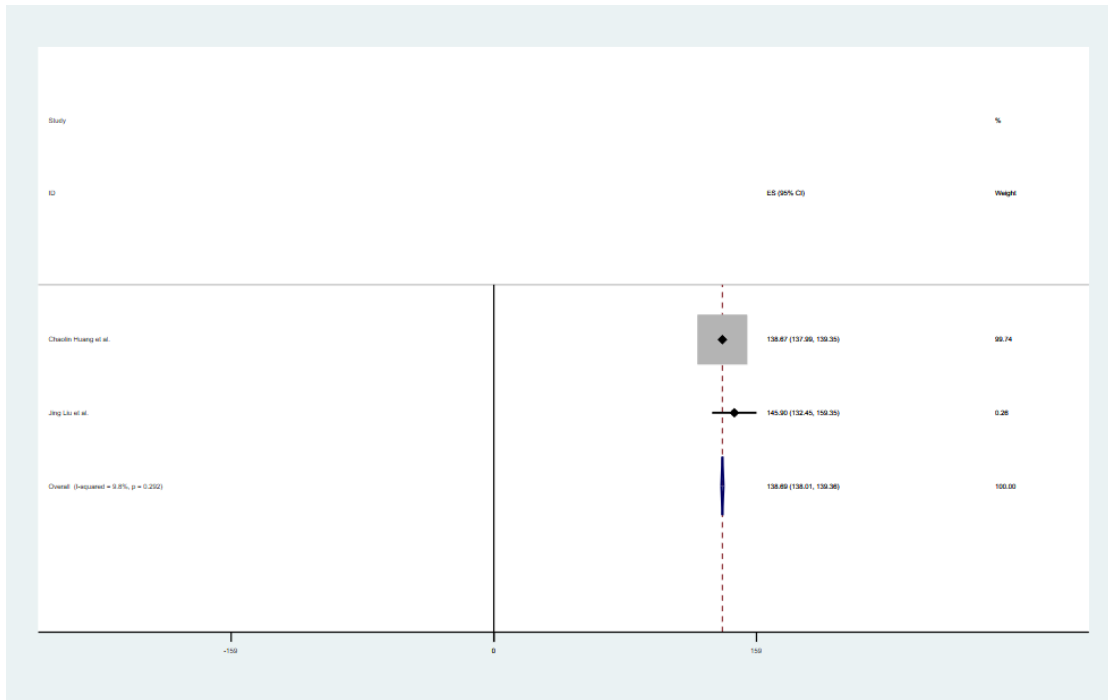 Study %
ID ES (95% CI) Weight
Chaolin Huang et al. 138.67 (137.99, 139.35) 99.74
Jing Liu et al. 145.90 (132.45, 159.35) 0.26
Overall (I-squared = 9.8%, p = 0.292) 138.69 (138.01, 139.36) 100.00
-159 0 159